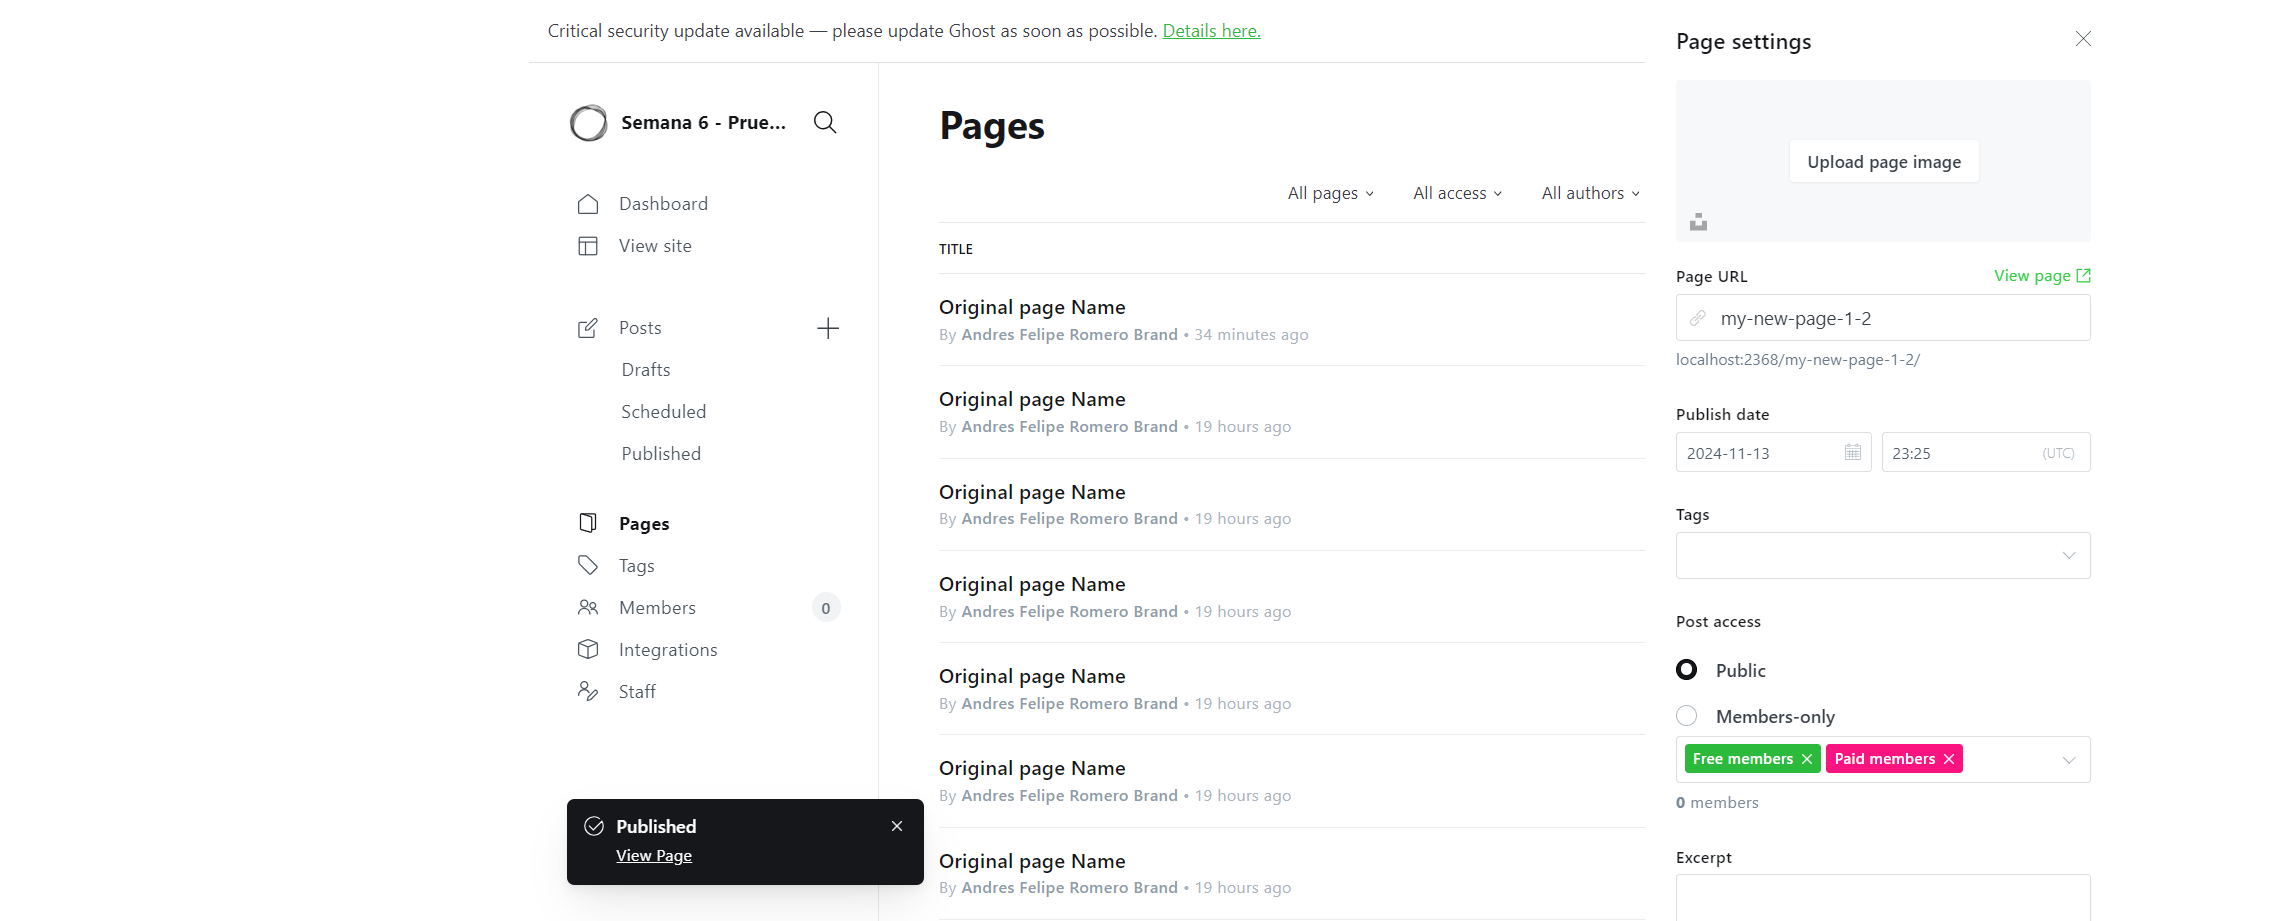 Critical security update available — please update Ghost as soon as possible. Details here.
Semana 6 - Prue...
Dashboard
View site
Posts
Drafts
Scheduled
Published
Pages
Tags
Members 0
Integrations
Staff
Published
View Page
Pages
All pages All access All authors
TITLE
Original page Name
By Andres Felipe Romero Brand • 34 minutes ago
Original page Name
By Andres Felipe Romero Brand • 19 hours ago
Original page Name
By Andres Felipe Romero Brand • 19 hours ago
Original page Name
By Andres Felipe Romero Brand • 19 hours ago
Original page Name
By Andres Felipe Romero Brand • 19 hours ago
Original page Name
By Andres Felipe Romero Brand • 19 hours ago
Original page Name
By Andres Felipe Romero Brand • 19 hours ago
Page settings
Upload page image
Page URL View page
my-new-page-1-2
localhost:2368/my-new-page-1-2/
Publish date
2024-11-13 23:25 (UTC)
Tags
Post access
Public
Members-only
Free members Paid members
0 members
Excerpt